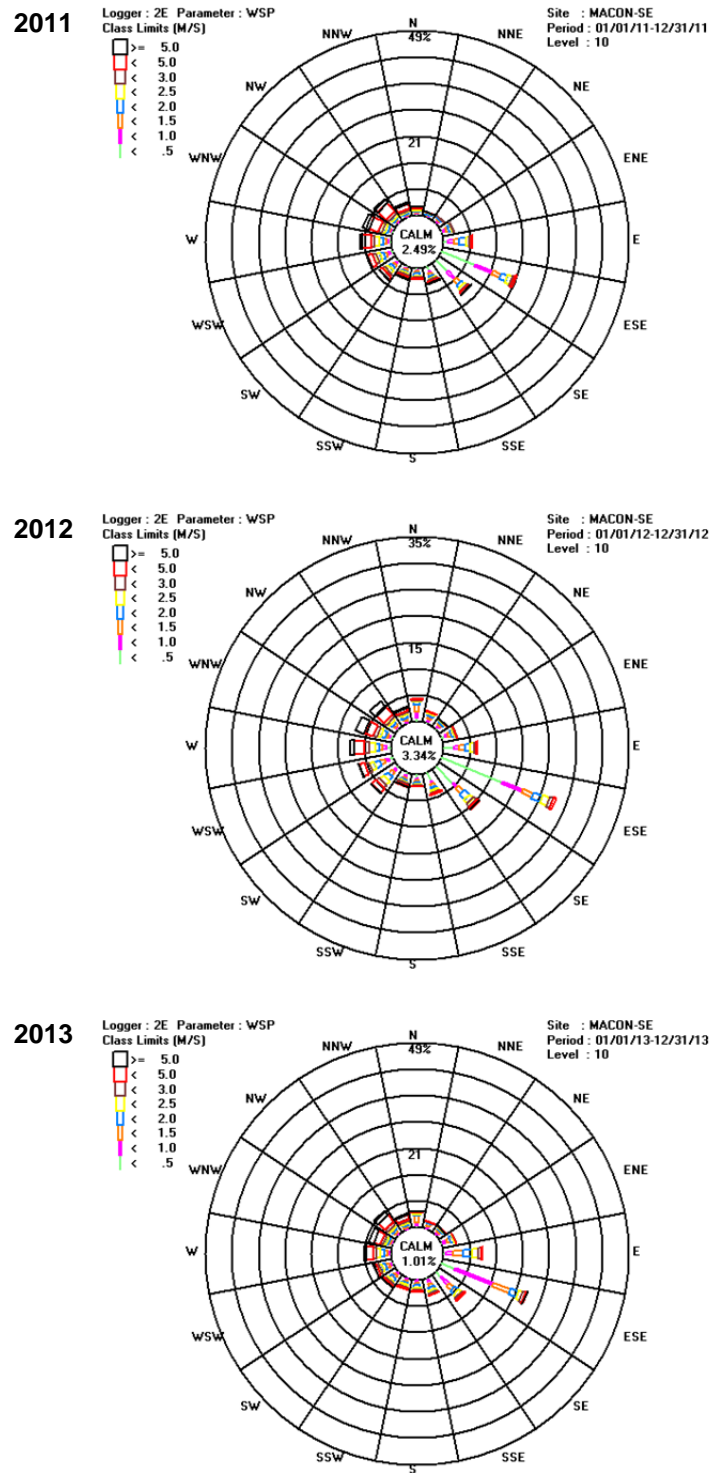 2011
Logger : 2E Parameter : WSP
Class Limits (M/S)
>= 5.0
< 5.0
< 3.0
< 2.5
< 2.0
< 1.5
< 1.0
< .5
Site : MACON-SE
Period : 01/01/11-12/31/11
Level : 10
N
49%
NNE
NE
ENE
E
ESE
SE
SSE
S
SSW
SW
WSW
W
WNW
NW
NNW
21
CALM
2.49%
2012
Logger : 2E Parameter : WSP
Class Limits (M/S)
>= 5.0
< 5.0
< 3.0
< 2.5
< 2.0
< 1.5
< 1.0
< .5
Site : MACON-SE
Period : 01/01/12-12/31/12
Level : 10
N
35%
NNE
NE
ENE
E
ESE
SE
SSE
S
SSW
SW
WSW
W
WNW
NW
NNW
15
CALM
3.34%
2013
Logger : 2E Parameter : WSP
Class Limits (M/S)
>= 5.0
< 5.0
< 3.0
< 2.5
< 2.0
< 1.5
< 1.0
< .5
Site : MACON-SE
Period : 01/01/13-12/31/13
Level : 10
N
49%
NNE
NE
ENE
E
ESE
SE
SSE
S
SSW
SW
WSW
W
WNW
NW
NNW
21
CALM
1.01%